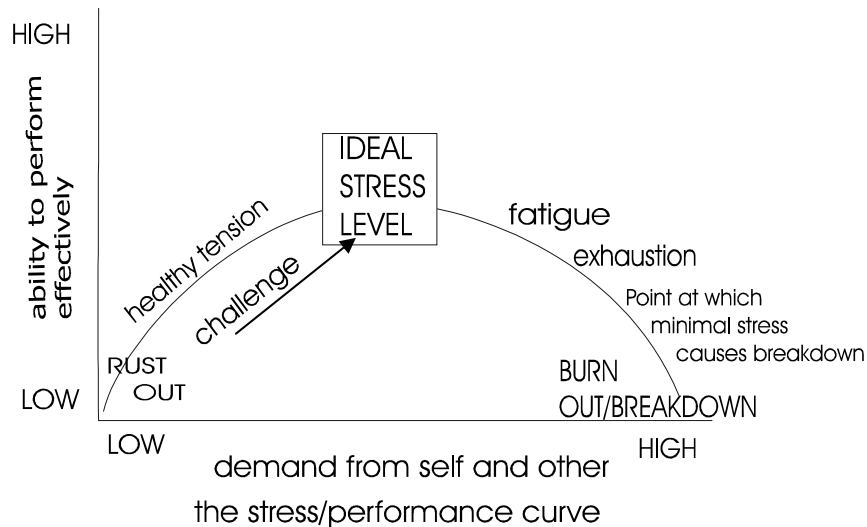 HIGH
ability to perform
effectively
LOW
IDEAL
STRESS
LEVEL
healthy tension
challenge
RUST
OUT
fatigue
exhaustion
Point at which
minimal stress
causes breakdown
BURN
OUT/BREAKDOWN
LOW
HIGH
demand from self and other
the stress/performance curve